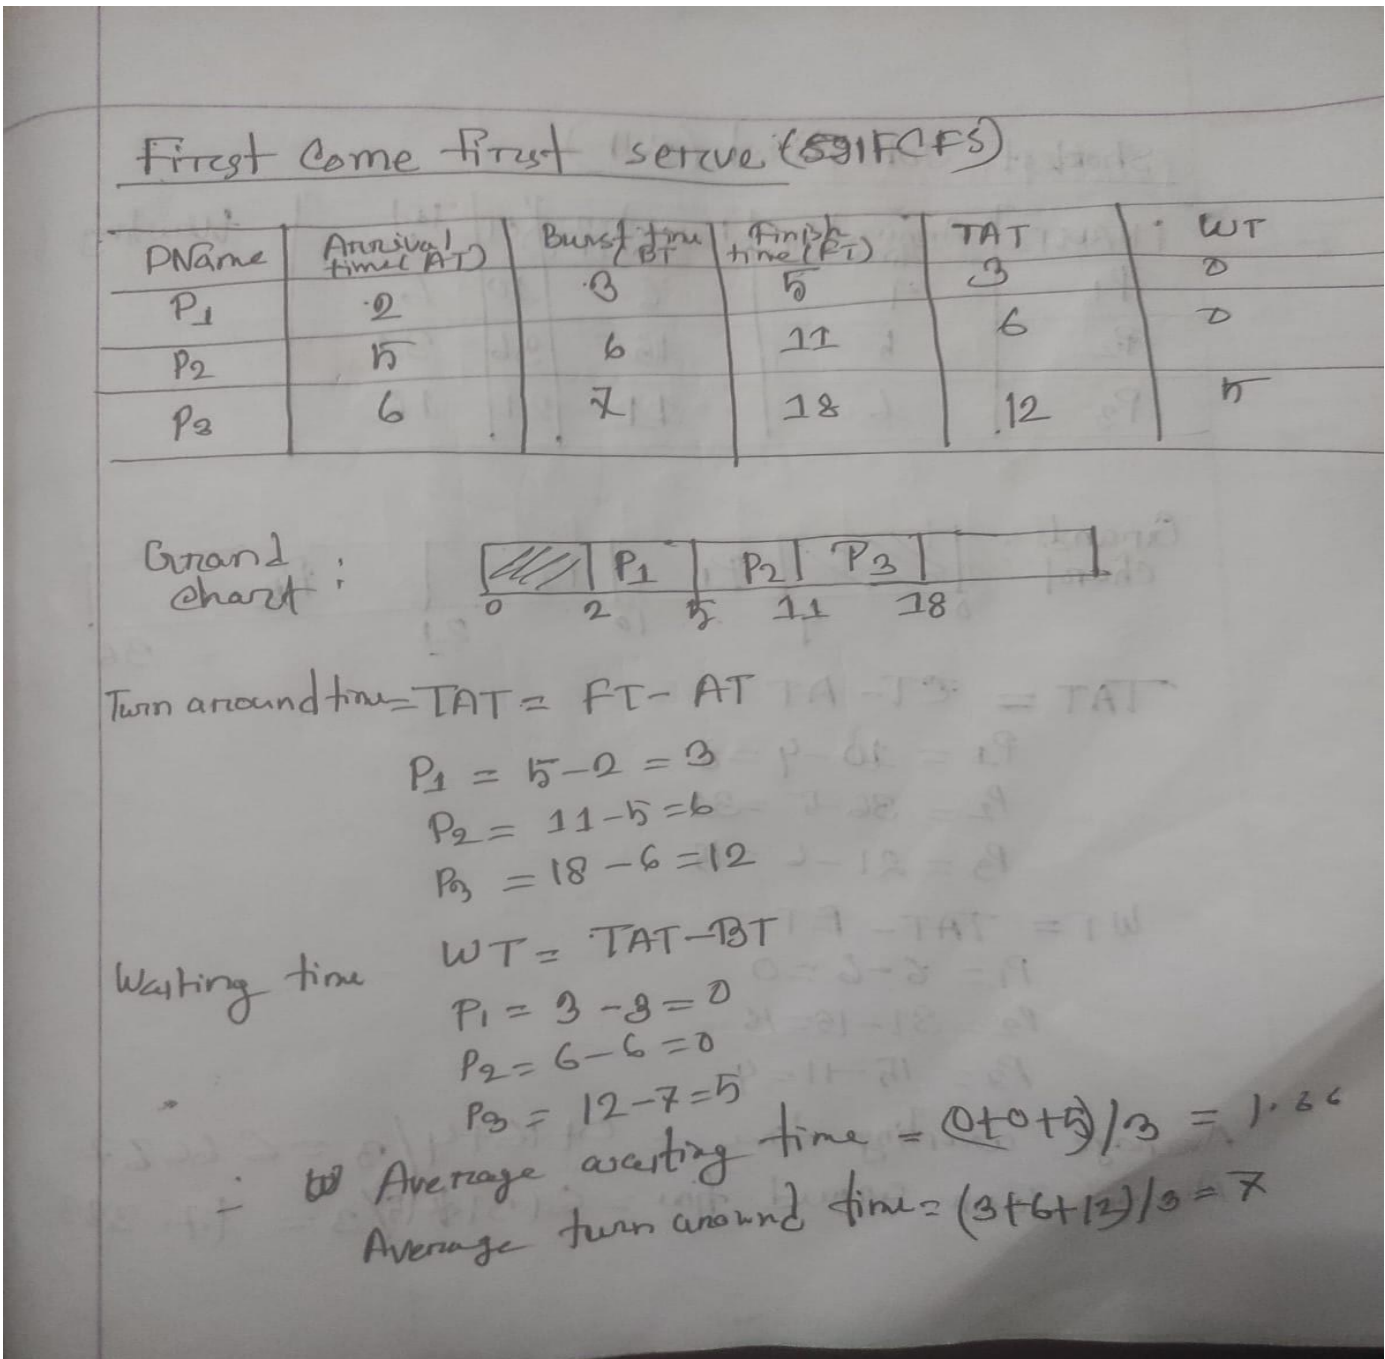 First Come first serve (FCFS)
PName Arrival time (AT) Burst time (BT Finish time (FT) TAT WT
P1 2 3 5 3 0
P2 5 6 11 6 0
P3 6 7 18 12 5
Grand chart :
P1 P2 P3
0 2 5 11 18
Turn around time = TAT = FT - AT
P1 = 5-2 = 3
P2 = 11-5 = 6
P3 = 18-6 = 12
Waiting time WT = TAT-BT
P1 = 3-3 = 0
P2 = 6-6 = 0
P3 = 12-7 = 5
Average waiting time = (0+0+5)/3 = 1.66
Average turn around time = (3+6+12)/3 = 7